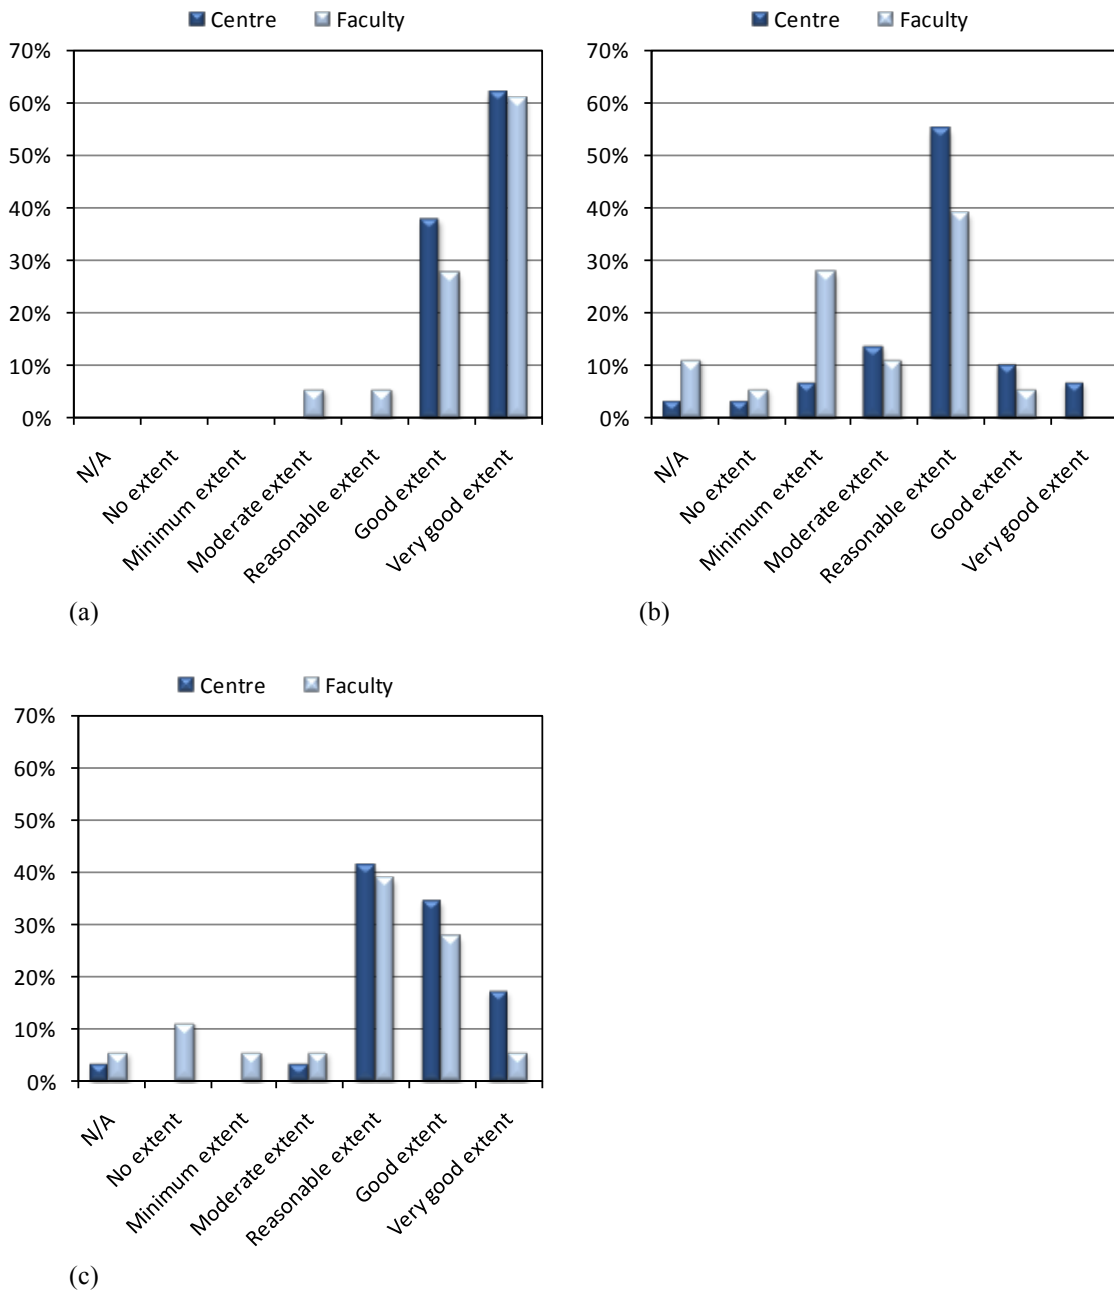 Centre Faculty
70%
60%
50%
40%
30%
20%
10%
0%
N/A
No extent
Minimum extent
Moderate extent
Reasonable extent
Good extent
Very good extent
(a)
Centre Faculty
70%
60%
50%
40%
30%
20%
10%
0%
N/A
No extent
Minimum extent
Moderate extent
Reasonable extent
Good extent
Very good extent
(b)
Centre Faculty
70%
60%
50%
40%
30%
20%
10%
0%
N/A
No extent
Minimum extent
Moderate extent
Reasonable extent
Good extent
Very good extent
(c)